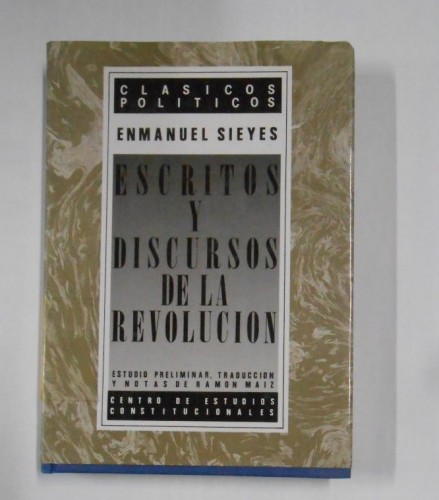 CLASICOS
POLITICOS
ENMANUEL SIEYES
ESCRITOS
Y
DISCURSOS
DE LA
REVOLUCION
ESTUDIO PRELIMINAR, TRADUCCION
Y NOTAS DE RAMON MAIZ
CENTRO DE ESTUDIOS
CONSTITUCIONALES